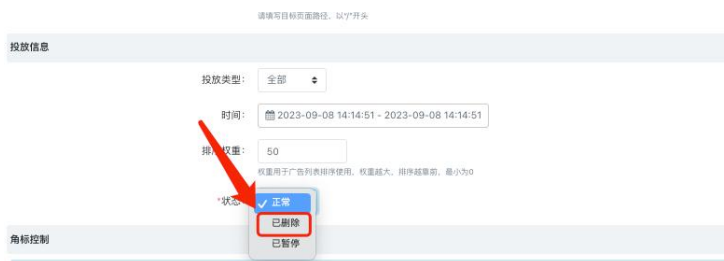 请填写目标页面路径，以"/"开头
投放信息
投放类型： 全部
时间： 2023-09-08 14:14:51 - 2023-09-08 14:14:51
排序权重： 50
权重用于广告列表排序使用，权重越大，排序越靠前，最小为0
*状态： ✓ 正常
已删除
已暂停
角标控制